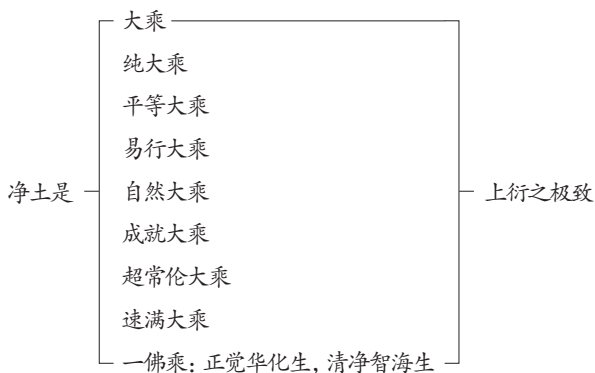 大乘
纯大乘
平等大乘
易行大乘
净土是
自然大乘
上衍之极致
成就大乘
超常伦大乘
速满大乘
一佛乘：正觉华化生，清净智海生